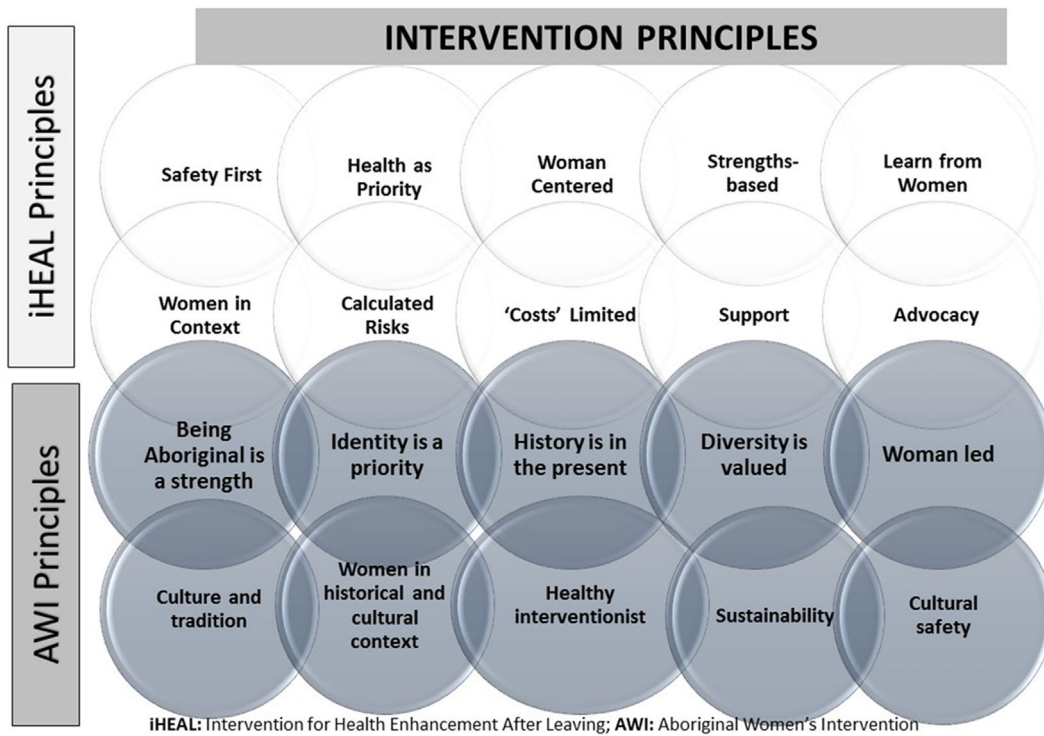 INTERVENTION PRINCIPLES
iHEAL Principles
Safety First
Health as
Priority
Woman
Centered
Strengths-
based
Learn from
Women
Women in
Context
Calculated
Risks
‘Costs’ Limited
Support
Advocacy
AWI Principles
Being
Aboriginal is
a strength
Identity is a
priority
History is in
the present
Diversity is
valued
Woman led
Culture and
tradition
Women in
historical and
cultural
context
Healthy
interventionist
Sustainability
Cultural
safety
iHEAL: Intervention for Health Enhancement After Leaving; AWI: Aboriginal Women’s Intervention